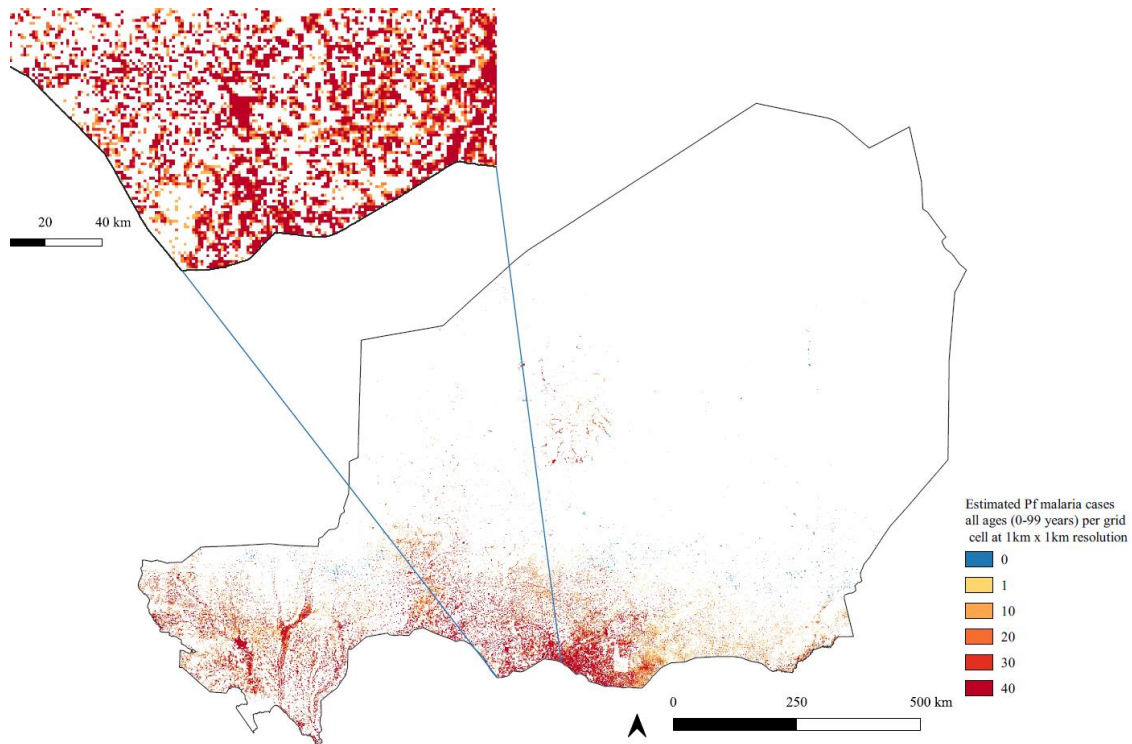 20 40 km
Estimated Pf malaria cases
all ages (0-99 years) per grid
cell at 1km x 1km resolution
0
1
10
20
30
40
0 250 500 km